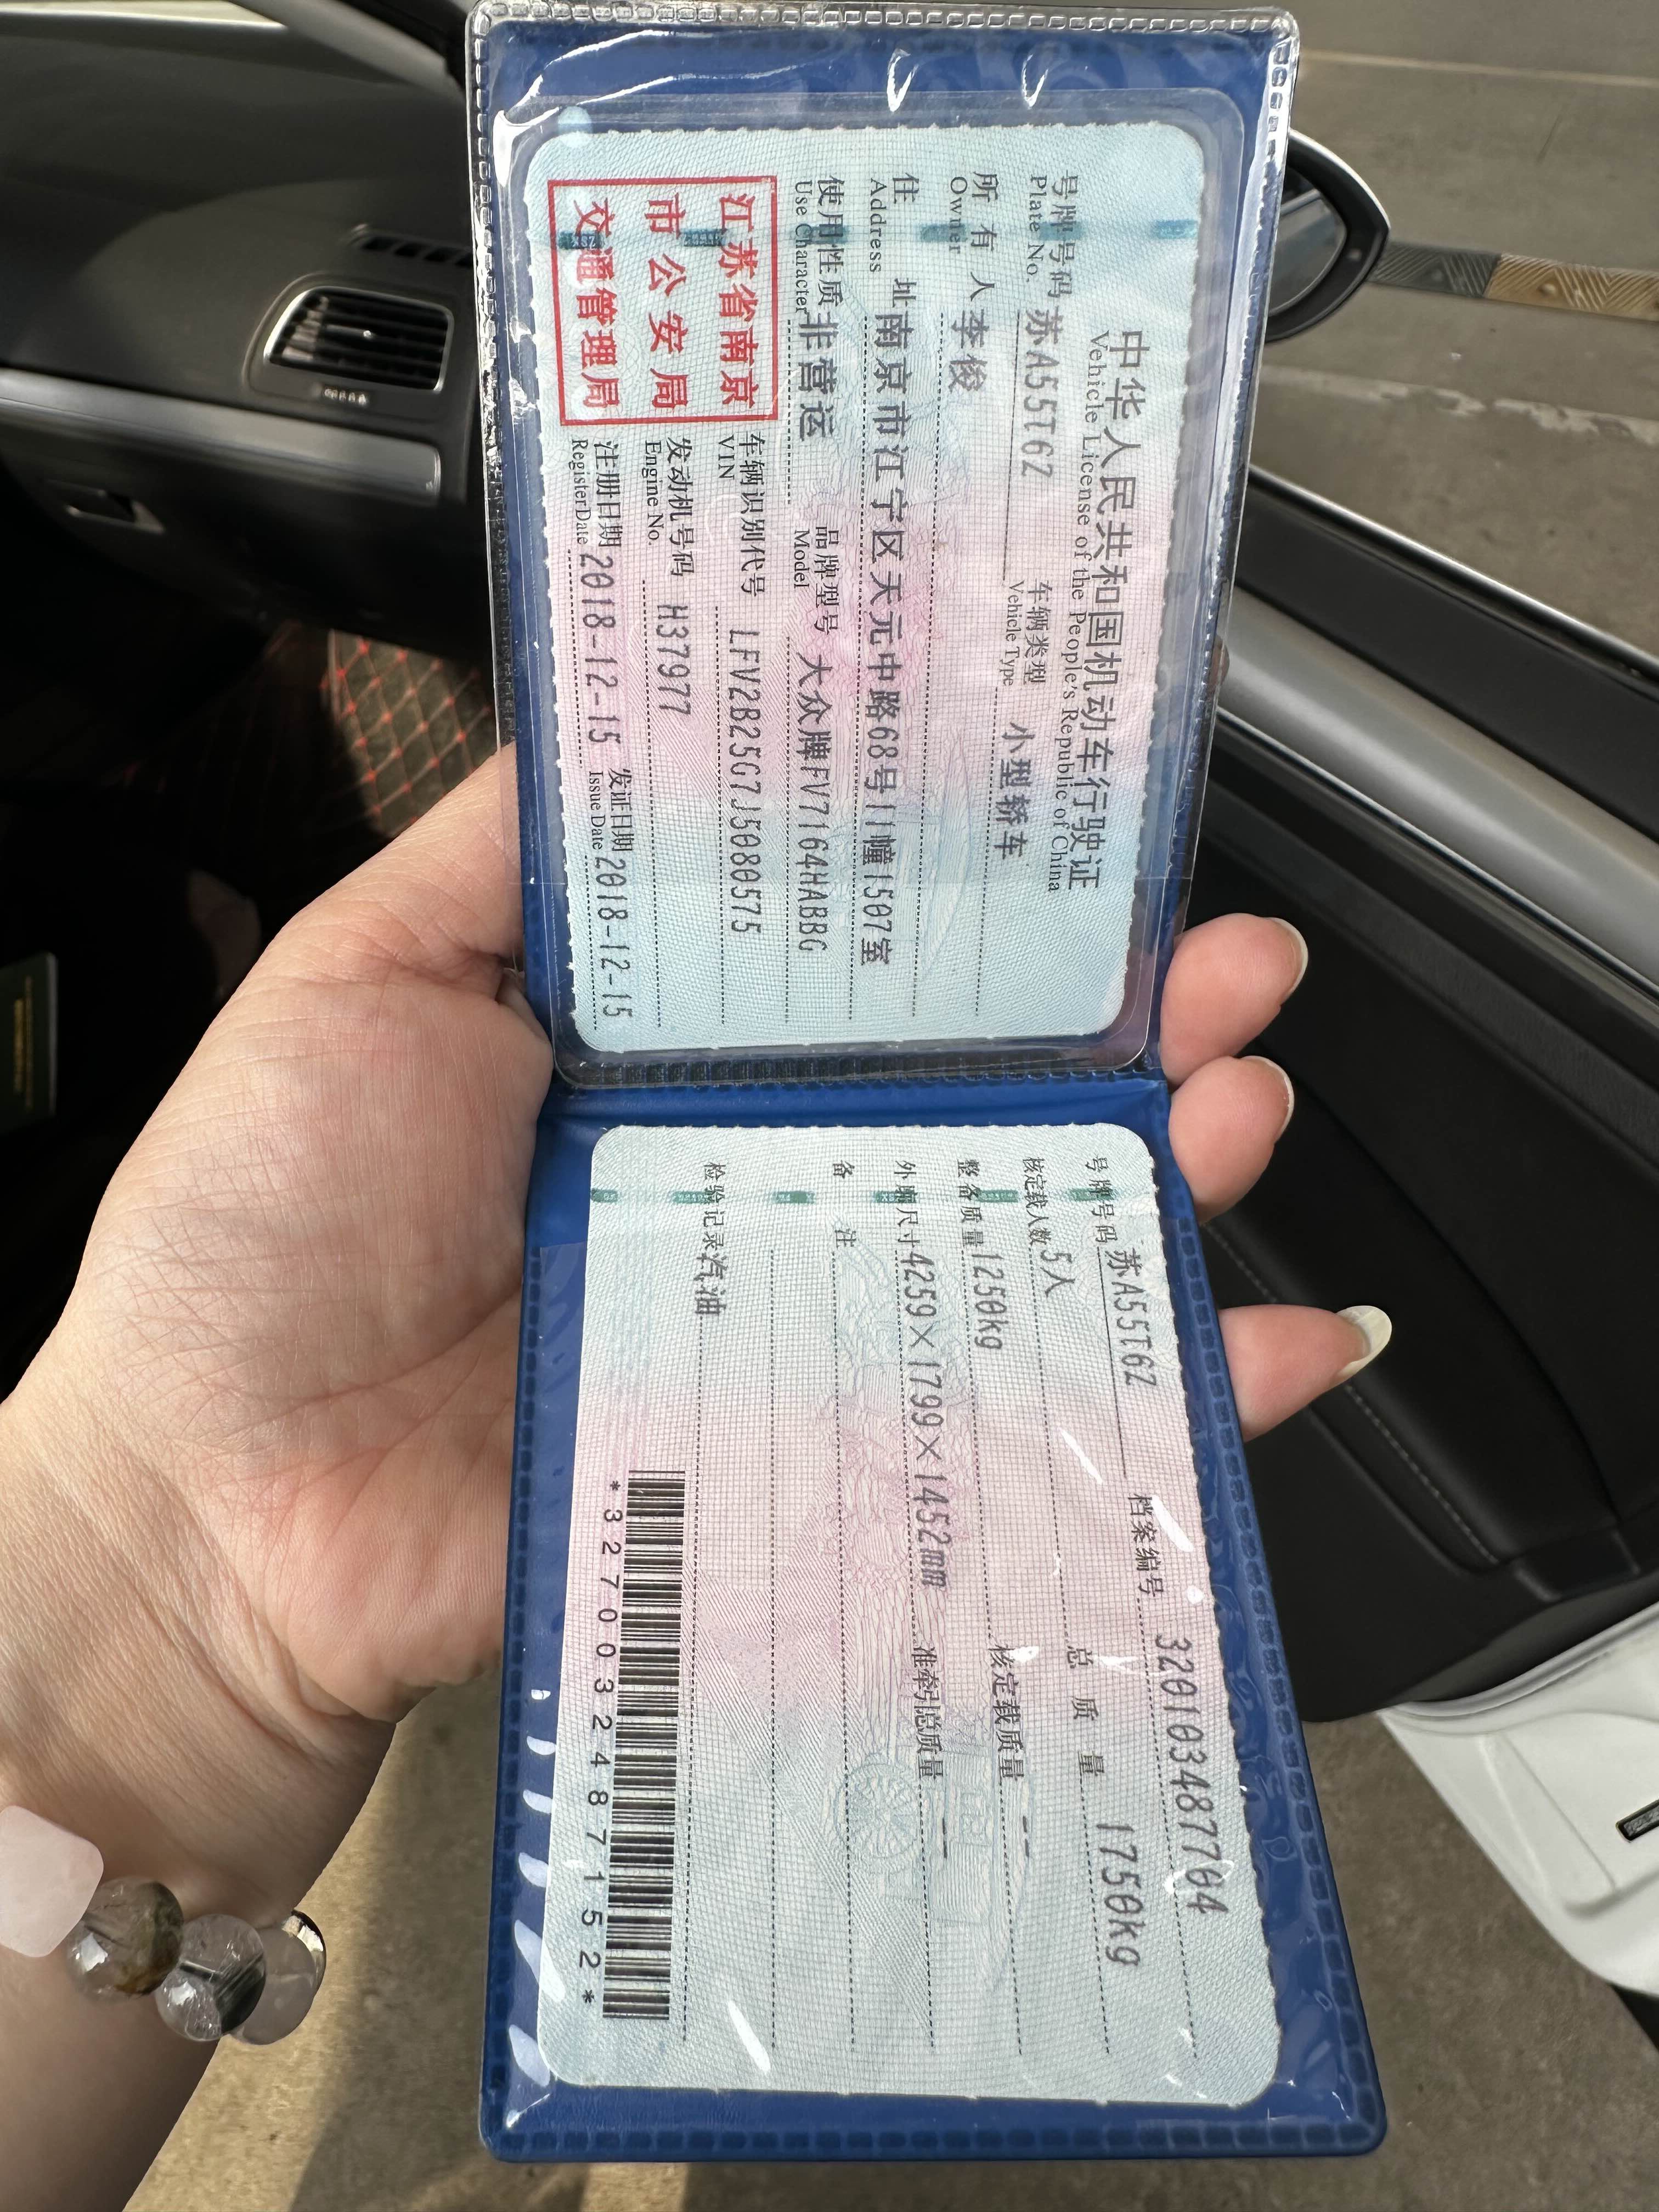 中华人民共和国机动车行驶证
Vehicle License of the People's Republic of China
号牌号码 苏A55T6Z 车辆类型 小型轿车
Plate No. Vehicle Type
所有人 李俊
Owner
住址 南京市江宁区天元中路68号11幢1507室
Address
使用性质 非营运 品牌型号 大众牌FV7164HABBG
Use Character Model
江苏省南京
市公安局
交通管理局
车辆识别代号 LFV2B25G7J5080575
VIN
发动机号码 H37977
Engine No.
注册日期 2018-12-15 发证日期 2018-12-15
Register Date Issue Date
号牌号码 苏A55T6Z 档案编号 320103487704
核定载人数 5人 总质量 1750kg
整备质量 1250kg 核定载质量 --
外廓尺寸 4259×1799×1452mm 准牵引总质量 --
备注
检验记录 汽油
*3270032487152*